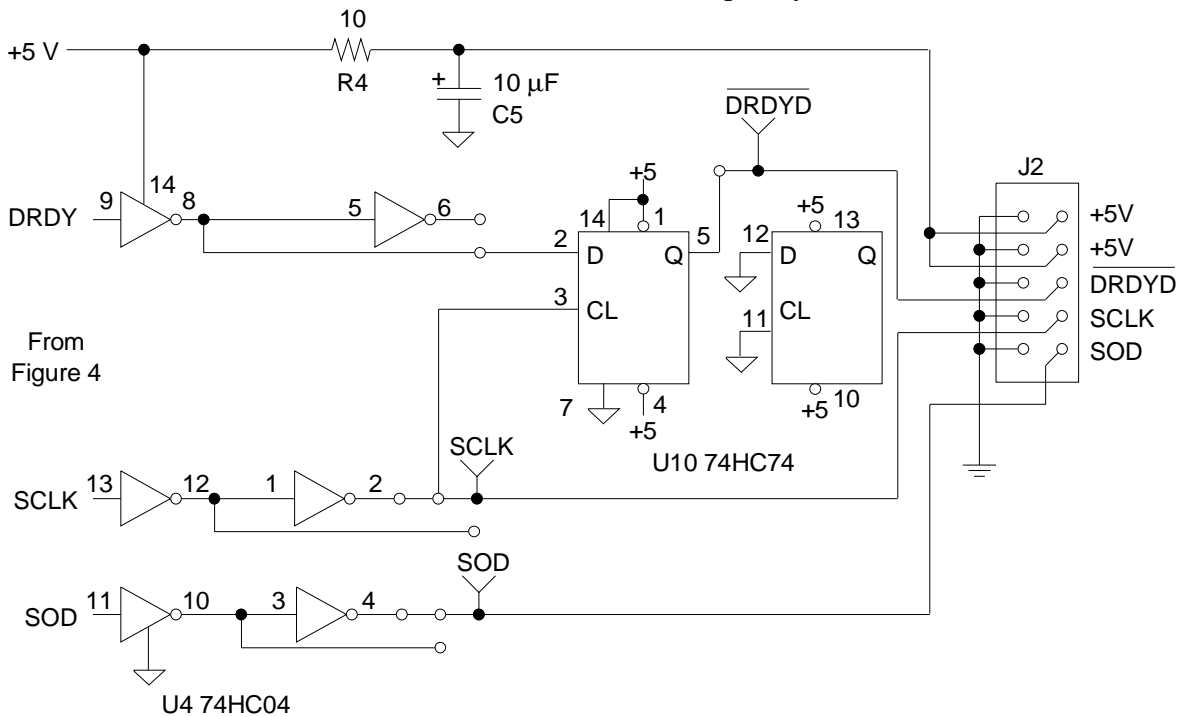 10
+5 V
R4
+
10 μF
C5
DRDYD
J2
14
9
8
DRDY
5
6
+5
14
1
2
D
Q
5
3
CL
7
4
+5
+5
13
12
D
Q
11
CL
+5
10
+5V
+5V
DRDYD
SCLK
SOD
From
Figure 4
U10 74HC74
SCLK
13
12
1
2
SCLK
SOD
11
10
3
4
SOD
U4 74HC04